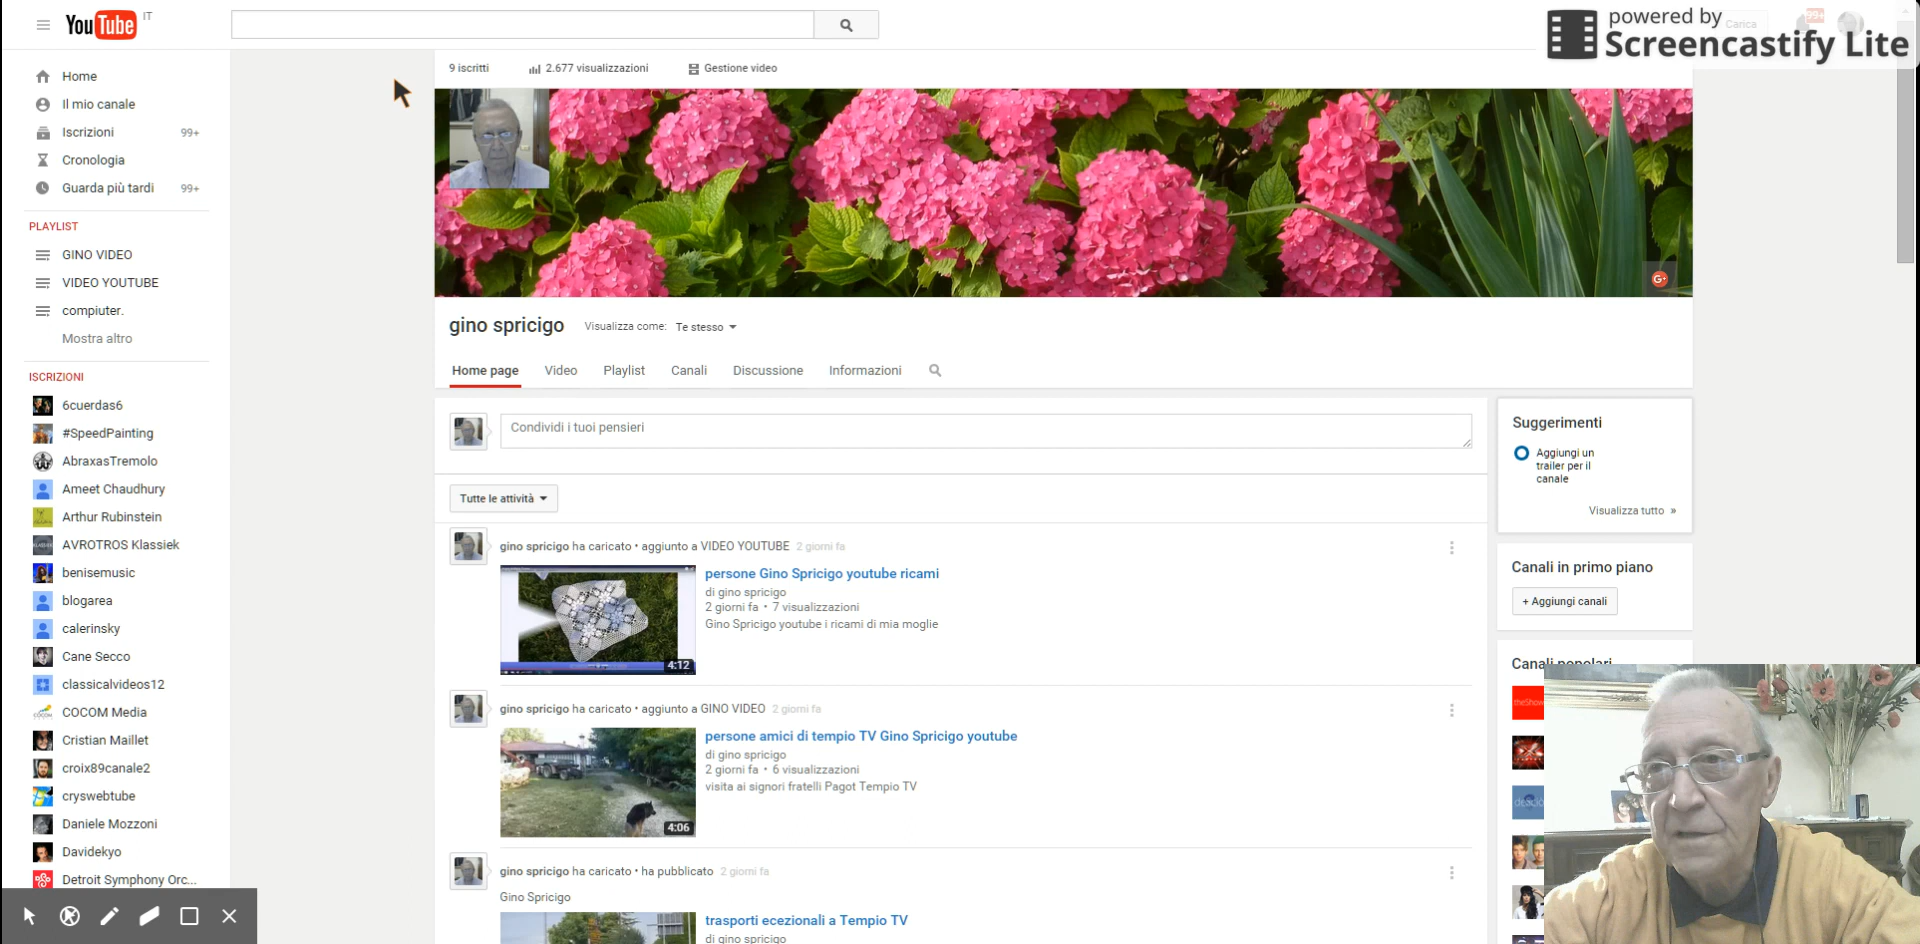 YouTube IT
powered by
Screencastify Lite
Carica
99+
Home
Il mio canale
Iscrizioni 99+
Cronologia
Guarda più tardi 99+
PLAYLIST
GINO VIDEO
VIDEO YOUTUBE
compiuter.
Mostra altro
ISCRIZIONI
6cuerdas6
#SpeedPainting
AbraxasTremolo
Ameet Chaudhury
Arthur Rubinstein
AVROTROS Klassiek
benisemusic
blogarea
calerinsky
Cane Secco
classicalvideos12
COCOM Media
Cristian Maillet
croix89canale2
cryswebtube
Daniele Mozzoni
Davidekyo
Detroit Symphony Orc...
9 iscritti 2.677 visualizzazioni Gestione video
gino spricigo Visualizza come: Te stesso
Home page Video Playlist Canali Discussione Informazioni
Condividi i tuoi pensieri
Tutte le attività
gino spricigo ha caricato • aggiunto a VIDEO YOUTUBE 2 giorni fa
persone Gino Spricigo youtube ricami
di gino spricigo
2 giorni fa • 7 visualizzazioni
Gino Spricigo youtube i ricami di mia moglie
4:12
gino spricigo ha caricato • aggiunto a GINO VIDEO 2 giorni fa
persone amici di tempio TV Gino Spricigo youtube
di gino spricigo
2 giorni fa • 6 visualizzazioni
visita ai signori fratelli Pagot Tempio TV
4:06
gino spricigo ha caricato • ha pubblicato 2 giorni fa
Gino Spricigo
trasporti ecezionali a Tempio TV
di gino spricigo
Suggerimenti
Aggiungi un
trailer per il
canale
Visualizza tutto »
Canali in primo piano
+ Aggiungi canali
Canali popolari
theShow